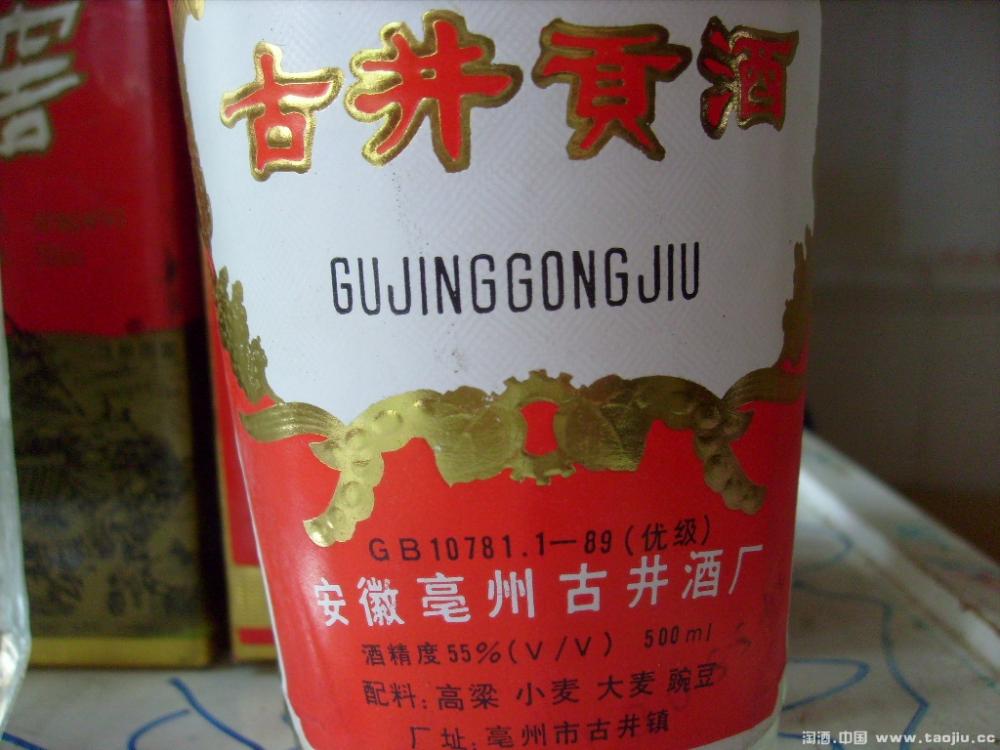 古井贡酒
GUJINGGONGJIU
GB10781.1—89(优级)
安徽亳州古井酒厂
酒精度55%(V/V) 500ml
配料:高粱 小麦 大麦 豌豆
厂址:亳州市古井镇
淘酒.中国 www.taojiu.cc